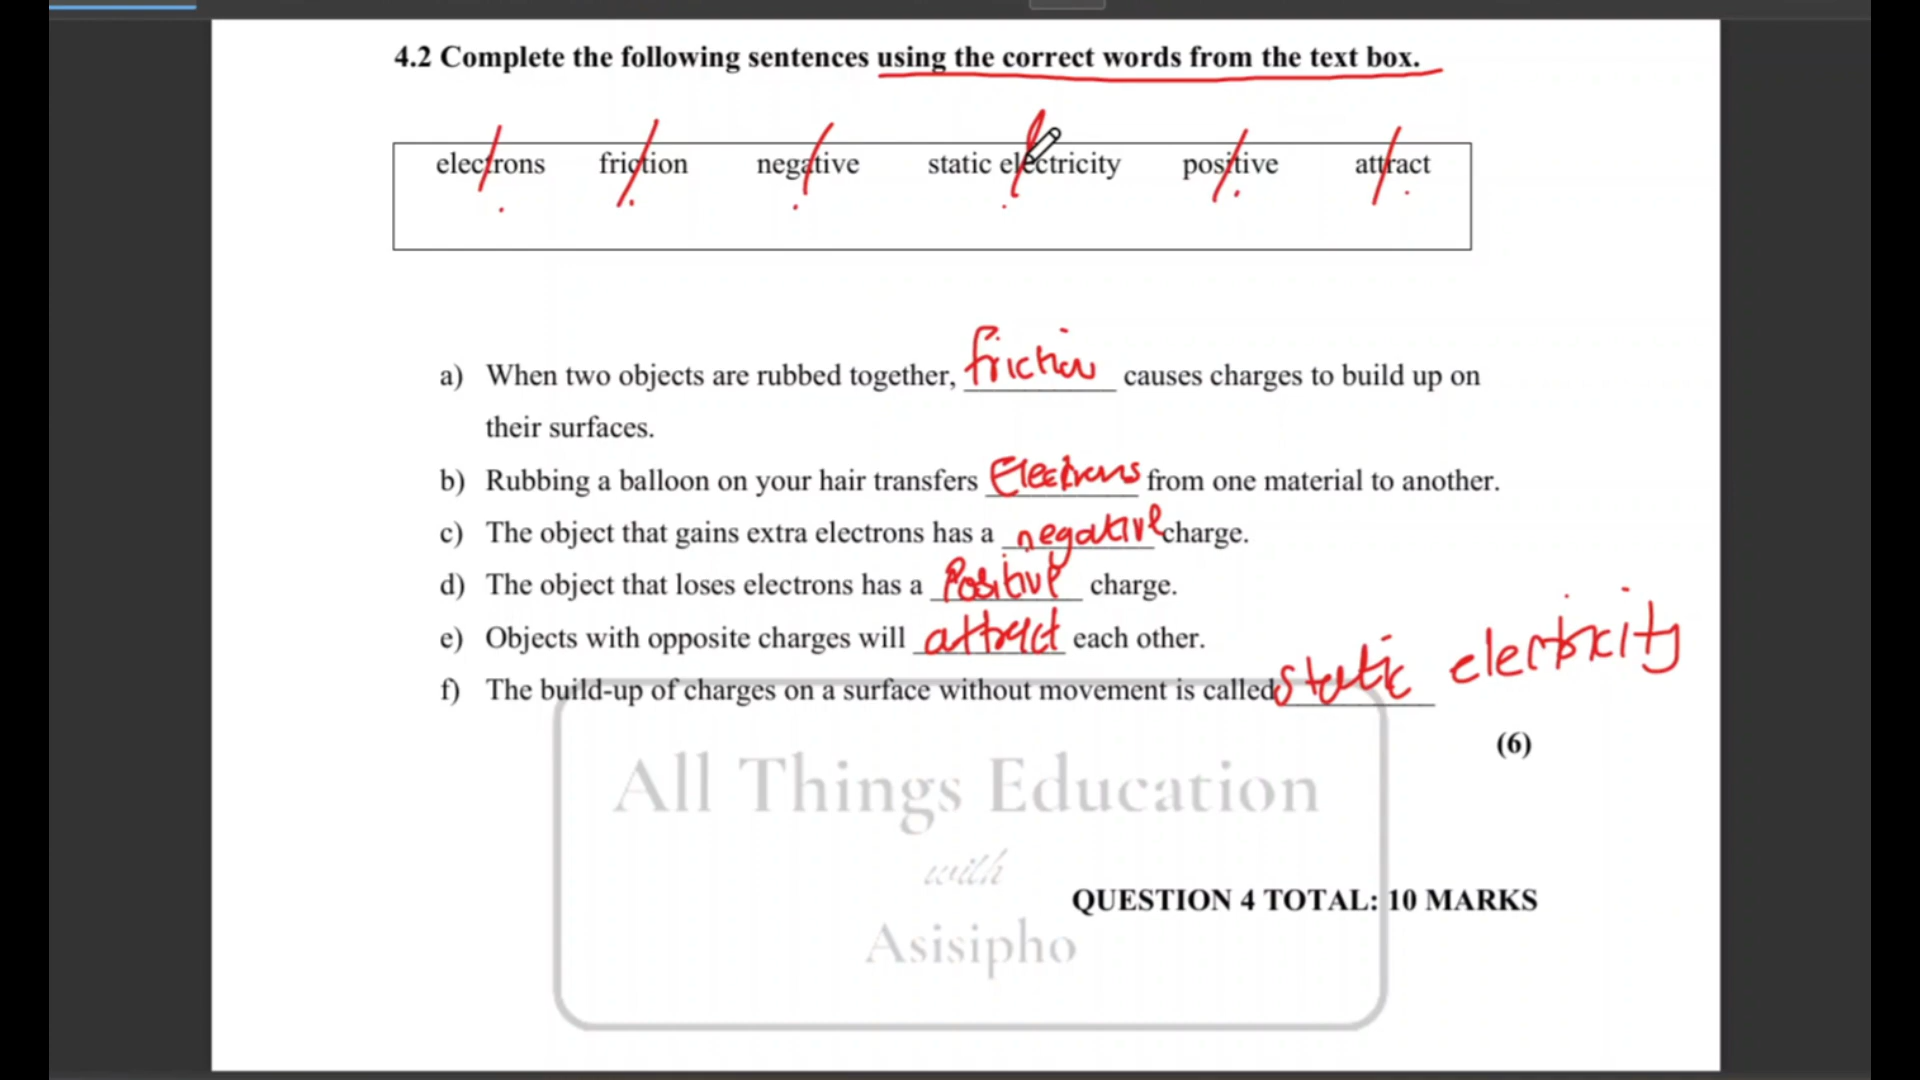 4.2 Complete the following sentences using the correct words from the text box.
electrons friction negative static electricity positive attract
a) When two objects are rubbed together, friction causes charges to build up on
their surfaces.
b) Rubbing a balloon on your hair transfers Electrons from one material to another.
c) The object that gains extra electrons has a negative charge.
d) The object that loses electrons has a Positive charge.
e) Objects with opposite charges will attract each other.
f) The build-up of charges on a surface without movement is called static electricity
(6)
All Things Education
with
QUESTION 4 TOTAL: 10 MARKS
Asisipho